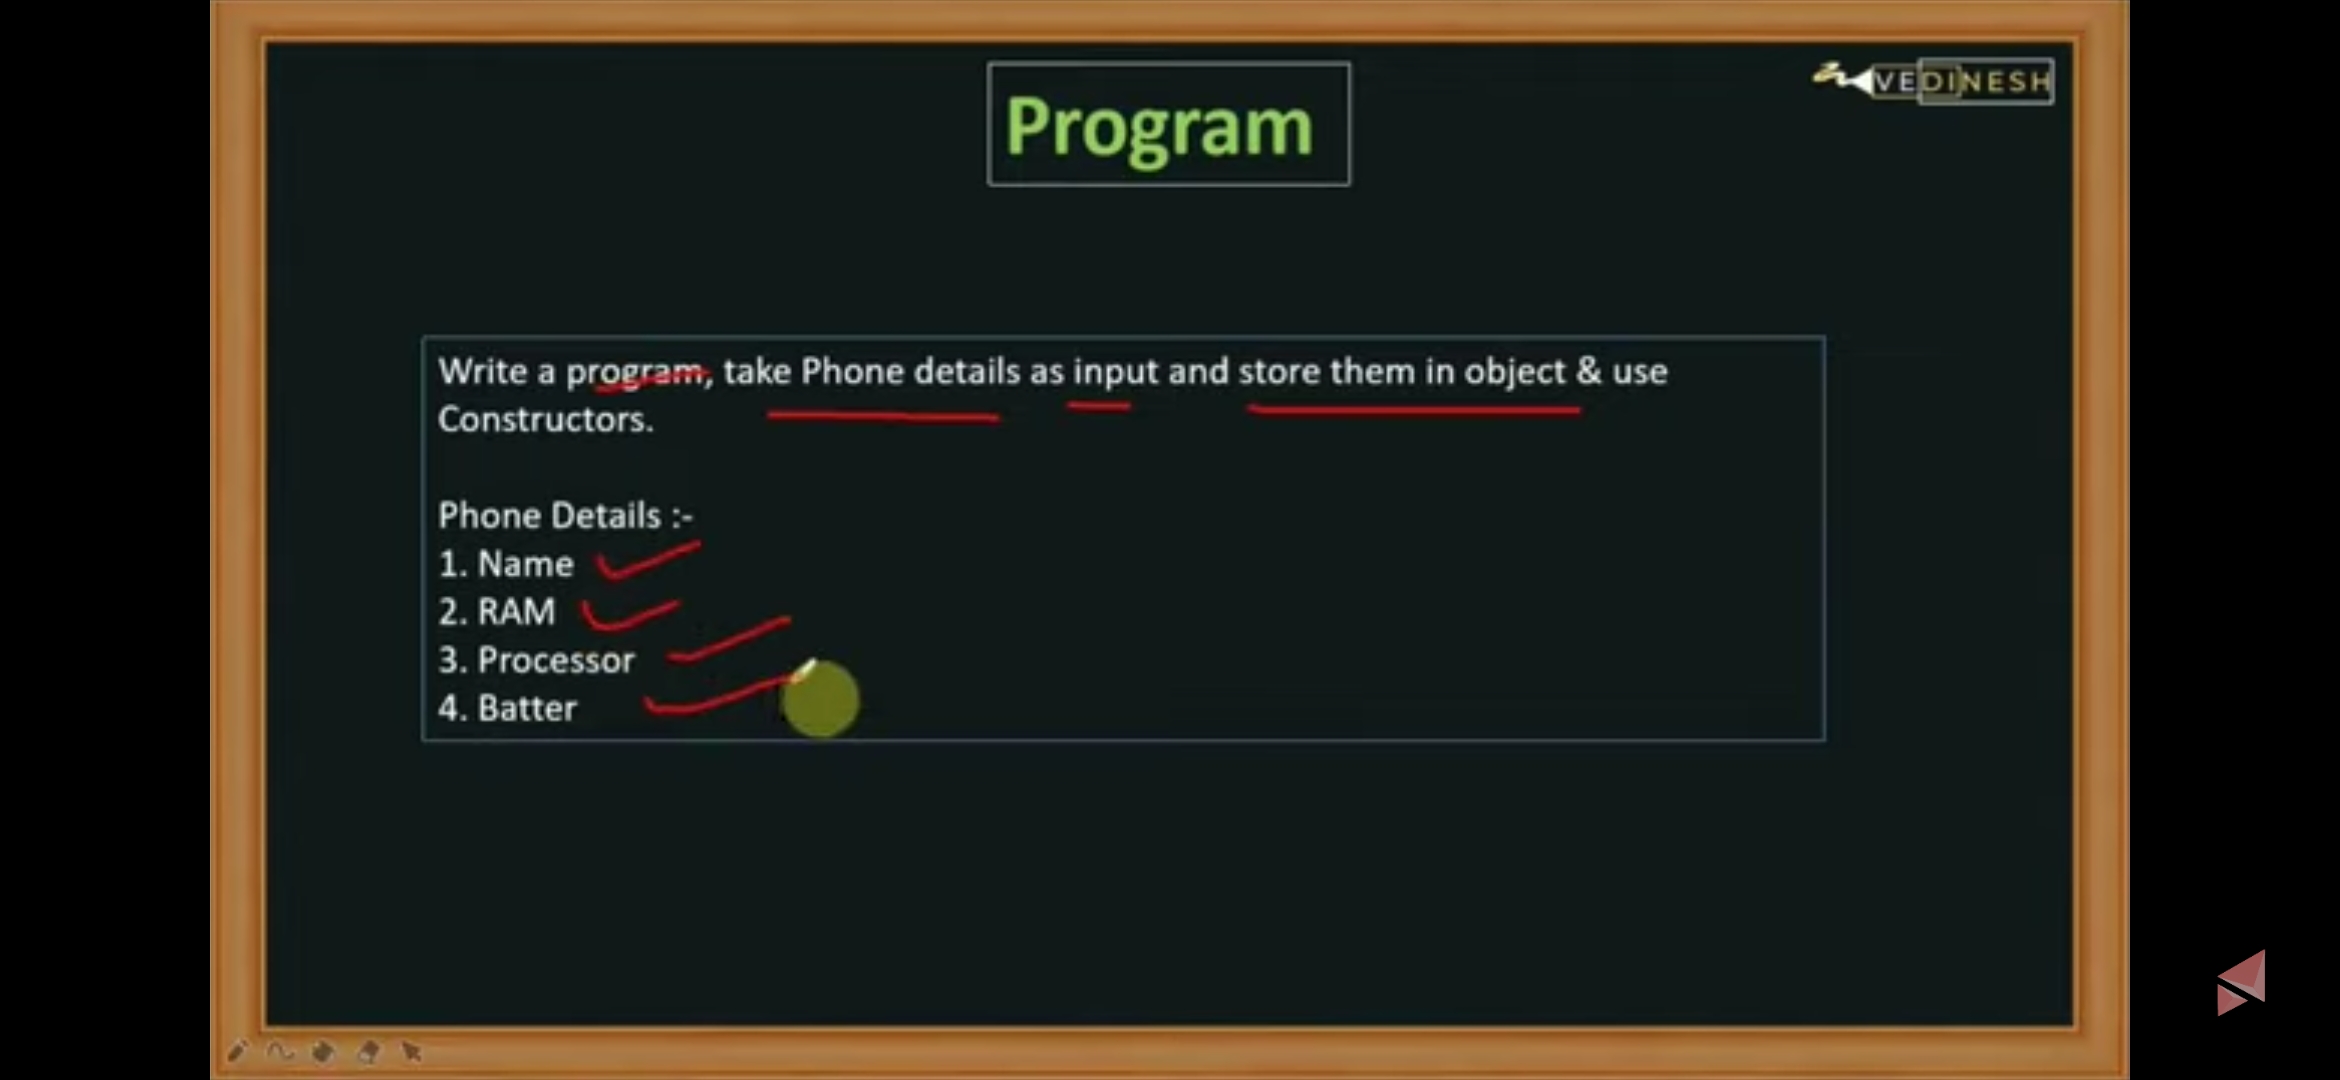 Program
VEDINESH
Write a program, take Phone details as input and store them in object & use
Constructors.
Phone Details :-
1. Name
2. RAM
3. Processor
4. Batter